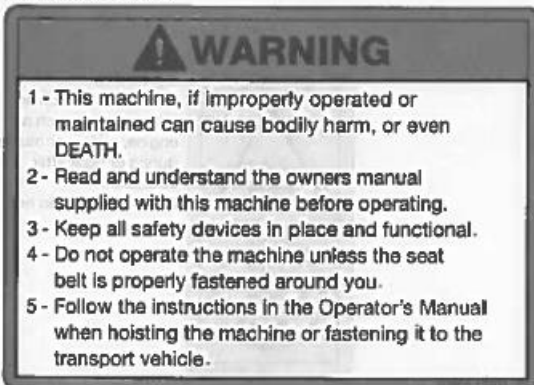 WARNING
1 - This machine, if improperly operated or
maintained can cause bodily harm, or even
DEATH.
2 - Read and understand the owners manual
supplied with this machine before operating.
3 - Keep all safety devices in place and functional.
4 - Do not operate the machine unless the seat
belt is properly fastened around you.
5 - Follow the instructions in the Operator's Manual
when hoisting the machine or fastening it to the
transport vehicle.